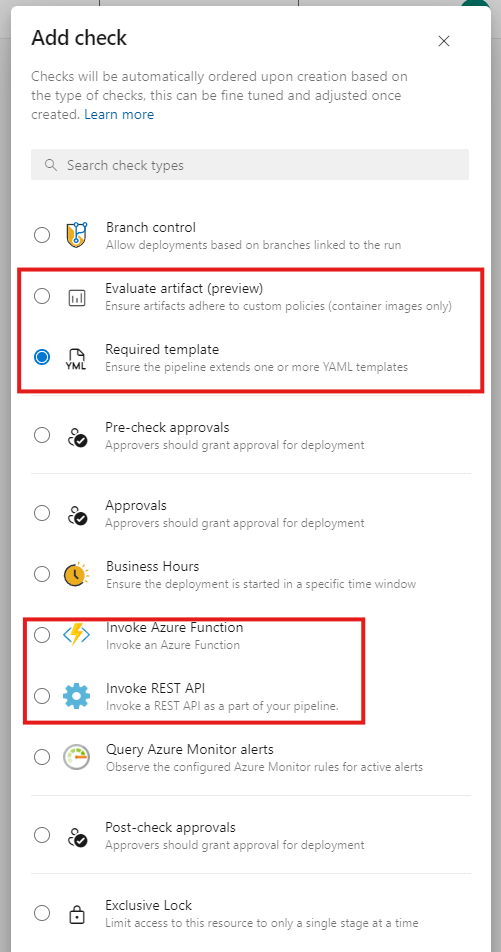 Add check
Checks will be automatically ordered upon creation based on
the type of checks, this can be fine tuned and adjusted once
created. Learn more
Search check types
Branch control
Allow deployments based on branches linked to the run
Evaluate artifact (preview)
Ensure artifacts adhere to custom policies (container images only)
YML
Required template
Ensure the pipeline extends one or more YAML templates
Pre-check approvals
Approvers should grant approval for deployment
Approvals
Approvers should grant approval for deployment
Business Hours
Ensure the deployment is started in a specific time window
Invoke Azure Function
Invoke an Azure Function
Invoke REST API
Invoke a REST API as a part of your pipeline.
Query Azure Monitor alerts
Observe the configured Azure Monitor rules for active alerts
Post-check approvals
Approvers should grant approval for deployment
Exclusive Lock
Limit access to this resource to only a single stage at a time